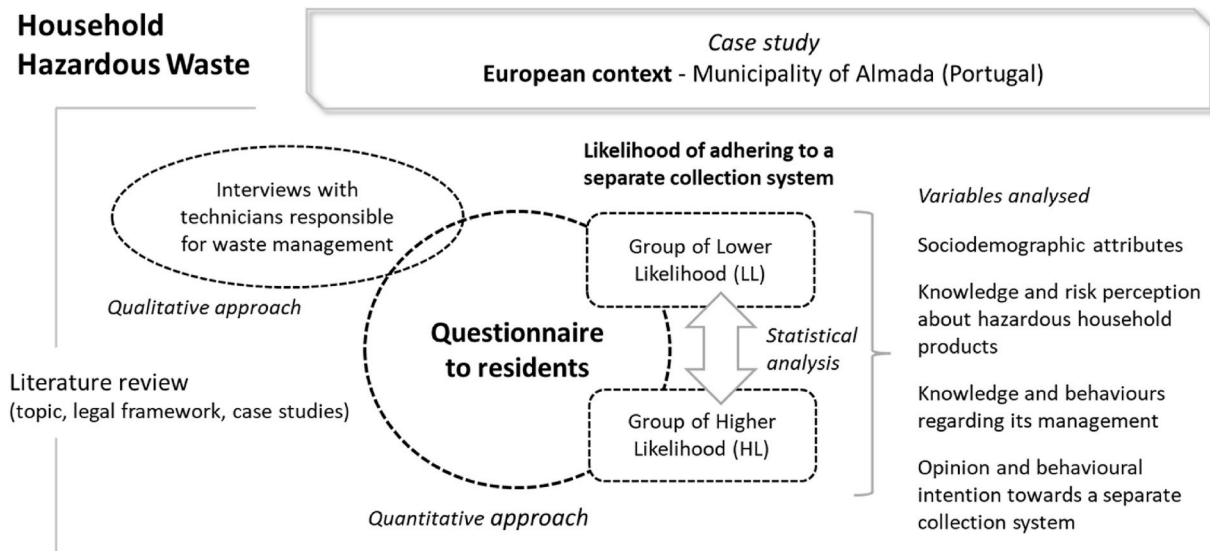 Household
Hazardous Waste
Case study
European context - Municipality of Almada (Portugal)
Interviews with
technicians responsible
for waste management
Qualitative approach
Literature review
(topic, legal framework, case studies)
Questionnaire
to residents
Quantitative approach
Likelihood of adhering to a
separate collection system
Group of Lower
Likelihood (LL)
Statistical
analysis
Group of Higher
Likelihood (HL)
Variables analysed
Sociodemographic attributes
Knowledge and risk perception
about hazardous household
products
Knowledge and behaviours
regarding its management
Opinion and behavioural
intention towards a separate
collection system